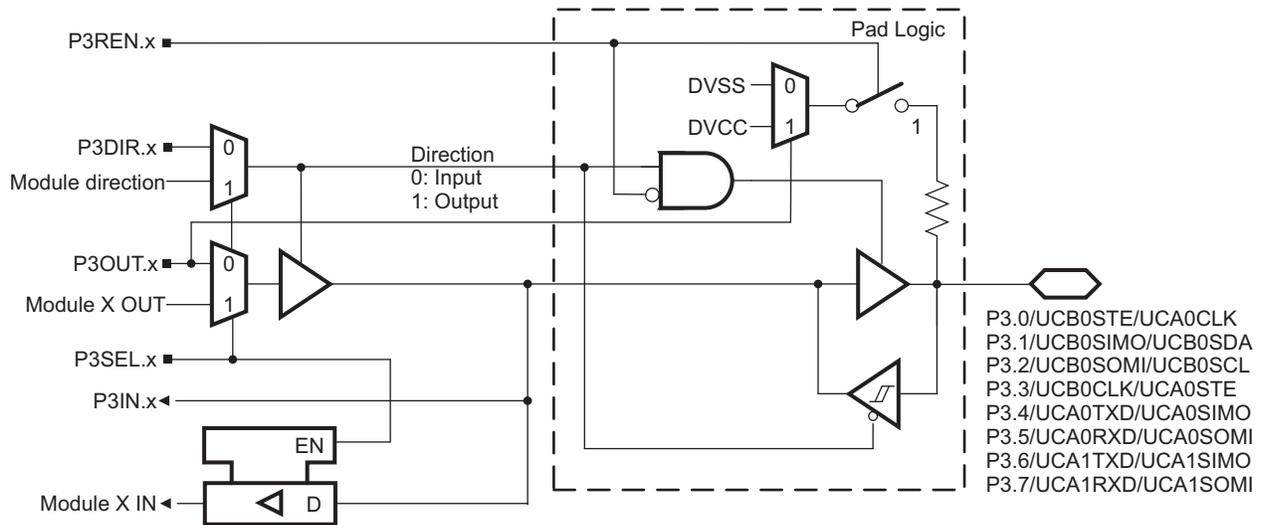 Pad Logic
P3REN.x
DVSS
0
DVCC
1
1
P3DIR.x
0
Module direction
1
Direction
0: Input
1: Output
P3OUT.x
0
Module X OUT
1
P3SEL.x
P3IN.x
EN
Module X IN
D
P3.0/UCB0STE/UCA0CLK
P3.1/UCB0SIMO/UCB0SDA
P3.2/UCB0SOMI/UCB0SCL
P3.3/UCB0CLK/UCA0STE
P3.4/UCA0TXD/UCA0SIMO
P3.5/UCA0RXD/UCA0SOMI
P3.6/UCA1TXD/UCA1SIMO
P3.7/UCA1RXD/UCA1SOMI